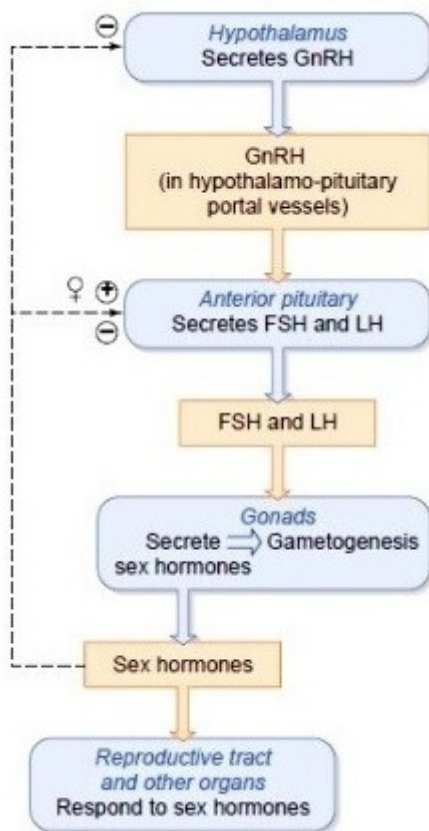 Hypothalamus
Secretes GnRH
GnRH
(in hypothalamo-pituitary
portal vessels)
Anterior pituitary
Secretes FSH and LH
FSH and LH
Gonads
Secrete Gametogenesis
sex hormones
Sex hormones
Reproductive tract
and other organs
Respond to sex hormones